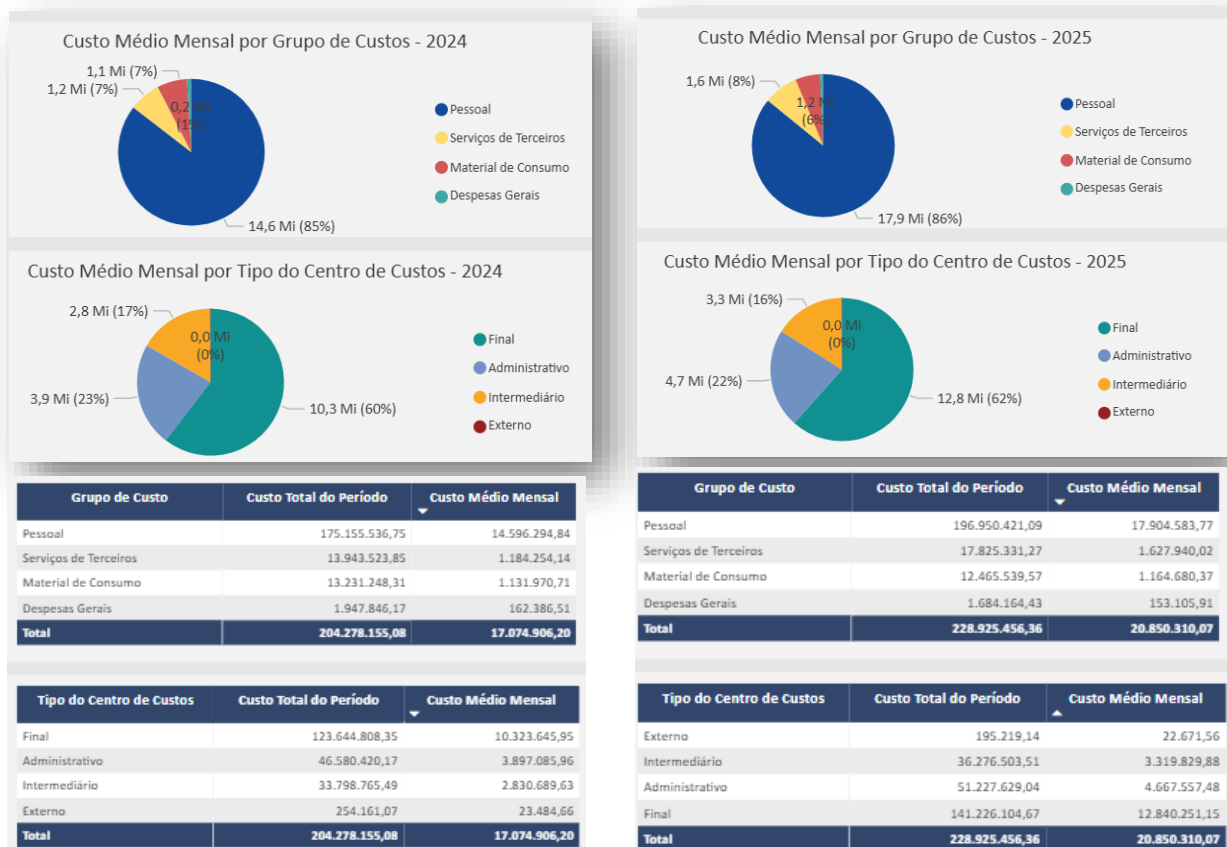 Custo Médio Mensal por Grupo de Custos - 2024
1,1 Mi (7%)
1,2 Mi (7%)
0,2 Mi
(1%)
14,6 Mi (85%)
Pessoal
Serviços de Terceiros
Material de Consumo
Despesas Gerais
Custo Médio Mensal por Tipo do Centro de Custos - 2024
2,8 Mi (17%)
0,0 Mi
(0%)
3,9 Mi (23%)
10,3 Mi (60%)
Final
Administrativo
Intermediário
Externo
Grupo de Custo Custo Total do Período Custo Médio Mensal
Pessoal 175.155.536,75 14.596.294,84
Serviços de Terceiros 13.943.523,85 1.184.254,14
Material de Consumo 13.231.248,31 1.131.970,71
Despesas Gerais 1.947.846,17 162.386,51
Total 204.278.155,08 17.074.906,20
Tipo do Centro de Custos Custo Total do Período Custo Médio Mensal
Final 123.644.808,35 10.323.645,95
Administrativo 46.580.420,17 3.897.085,96
Intermediário 33.798.765,49 2.830.689,63
Externo 254.161,07 23.484,66
Total 204.278.155,08 17.074.906,20
Custo Médio Mensal por Grupo de Custos - 2025
1,6 Mi (8%)
1,2 Mi
(6%)
17,9 Mi (86%)
Pessoal
Serviços de Terceiros
Material de Consumo
Despesas Gerais
Custo Médio Mensal por Tipo do Centro de Custos - 2025
3,3 Mi (16%)
0,0 Mi
(0%)
4,7 Mi (22%)
12,8 Mi (62%)
Final
Administrativo
Intermediário
Externo
Grupo de Custo Custo Total do Período Custo Médio Mensal
Pessoal 196.950.421,09 17.904.583,77
Serviços de Terceiros 17.825.331,27 1.627.940,02
Material de Consumo 12.465.539,57 1.164.680,37
Despesas Gerais 1.684.164,43 153.105,91
Total 228.925.456,36 20.850.310,07
Tipo do Centro de Custos Custo Total do Período Custo Médio Mensal
Externo 195.219,14 22.671,56
Intermediário 36.276.503,51 3.319.829,88
Administrativo 51.227.629,04 4.667.557,48
Final 141.226.104,67 12.840.251,15
Total 228.925.456,36 20.850.310,07